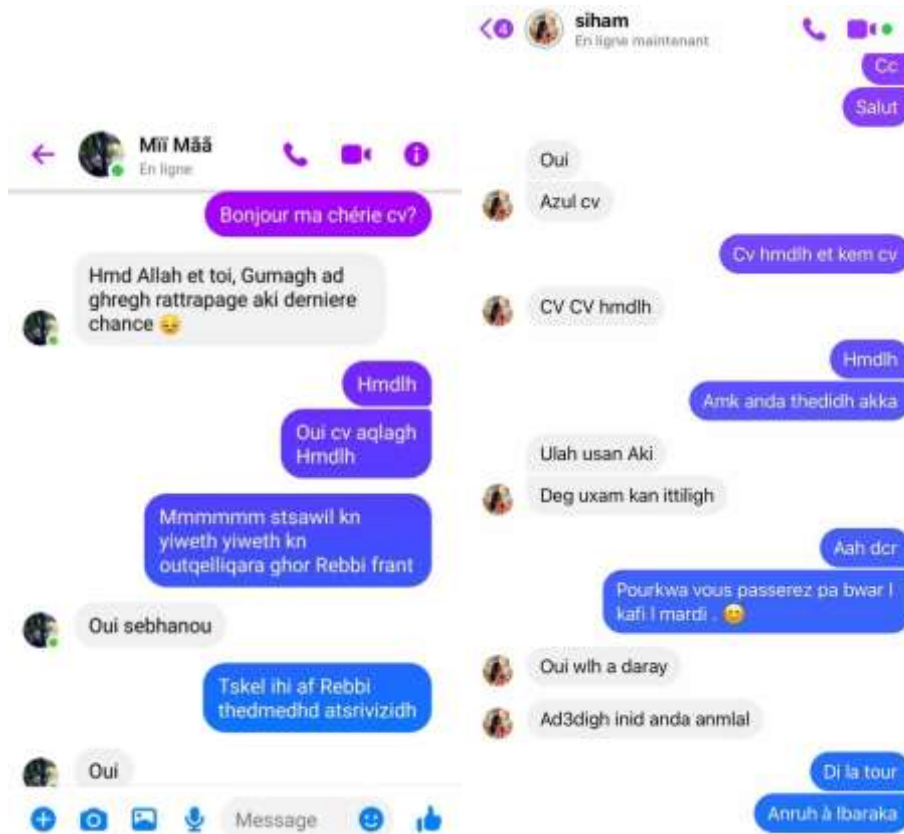 Mïï Mãã
En ligne
Bonjour ma chérie cv?
Hmd Allah et toi, Gumagh ad
ghregh rattrapage aki derniere
chance 😔
Hmdlh
Oui cv aqlagh
Hmdlh
Mmmmmm stsawil kn
yiweth yiweth kn
outqelliqara ghor Rebbi frant
Oui sebhanou
Tskel ihi af Rebbi
thedmedhd atsrivizidh
Oui
Message
4
siham
En ligne maintenant
Cc
Salut
Oui
Azul cv
Cv hmdlh et kem cv
CV CV hmdlh
Hmdlh
Amk anda thedidh akka
Ulah usan Aki
Deg uxam kan ittiligh
Aah dcr
Pourkwa vous passerez pa bwar l
kafi l mardi . 😊
Oui wlh a daray
Ad3digh inid anda anmlal
Di la tour
Anruh à lbaraka